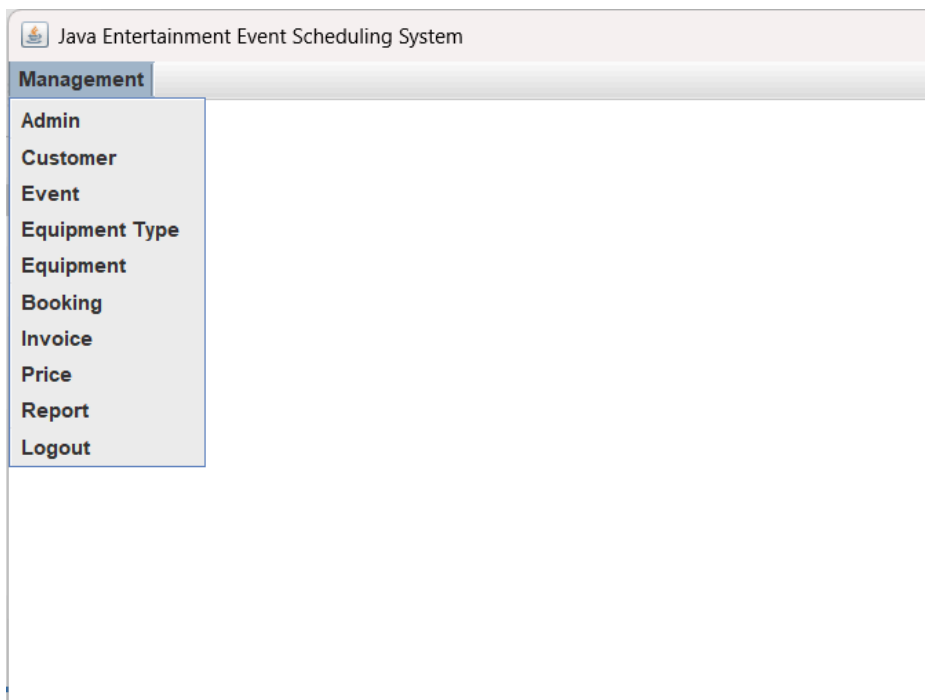 Java Entertainment Event Scheduling System
Management
Admin
Customer
Event
Equipment Type
Equipment
Booking
Invoice
Price
Report
Logout